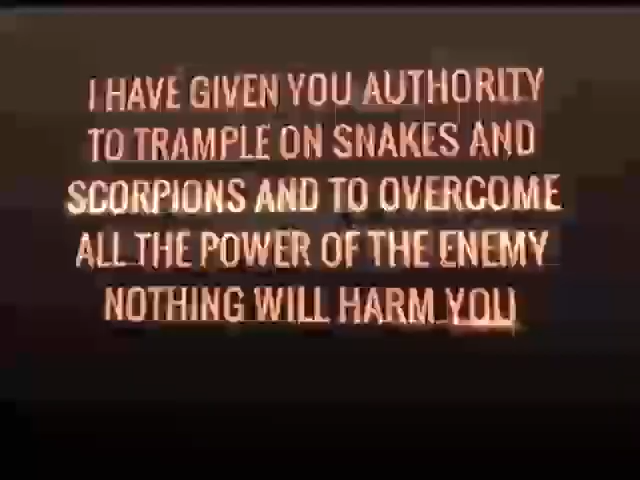 I HAVE GIVEN YOU AUTHORITY
TO TRAMPLE ON SNAKES AND
SCORPIONS AND TO OVERCOME
ALL THE POWER OF THE ENEMY
NOTHING WILL HARM YOU